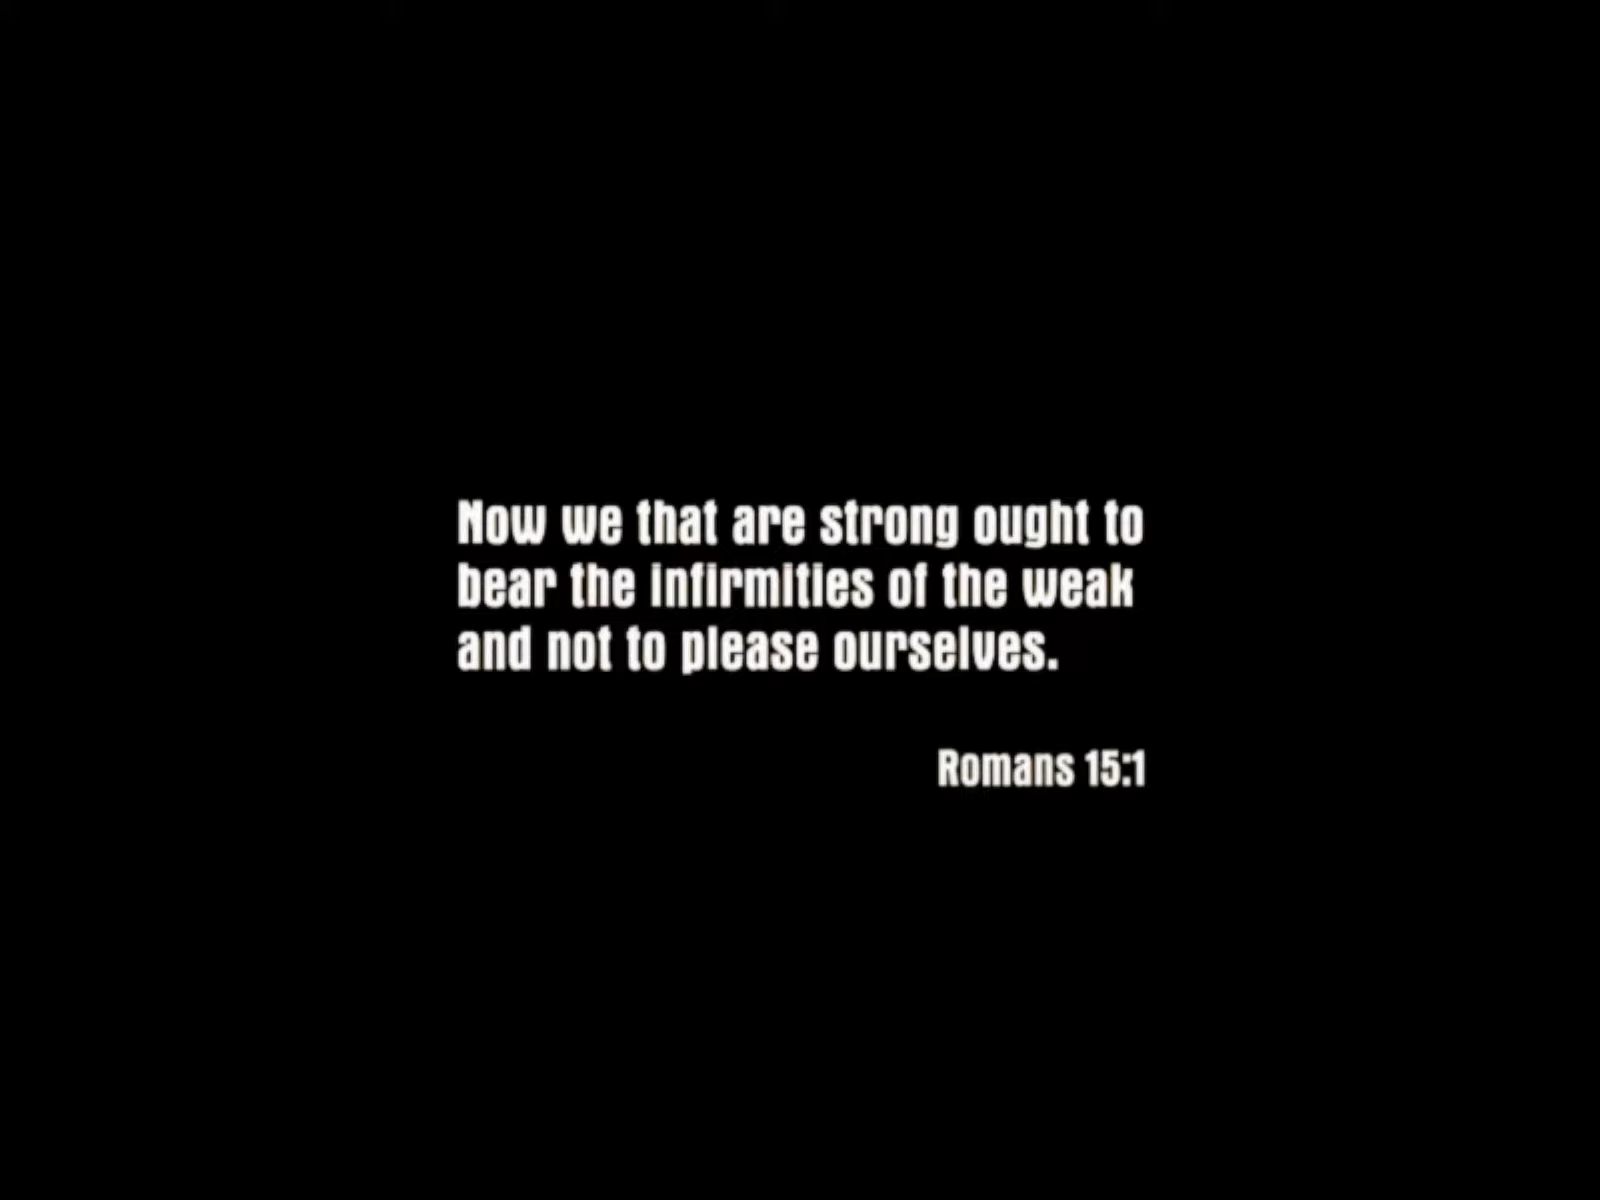 Now we that are strong ought to
bear the infirmities of the weak
and not to please ourselves.
Romans 15:1